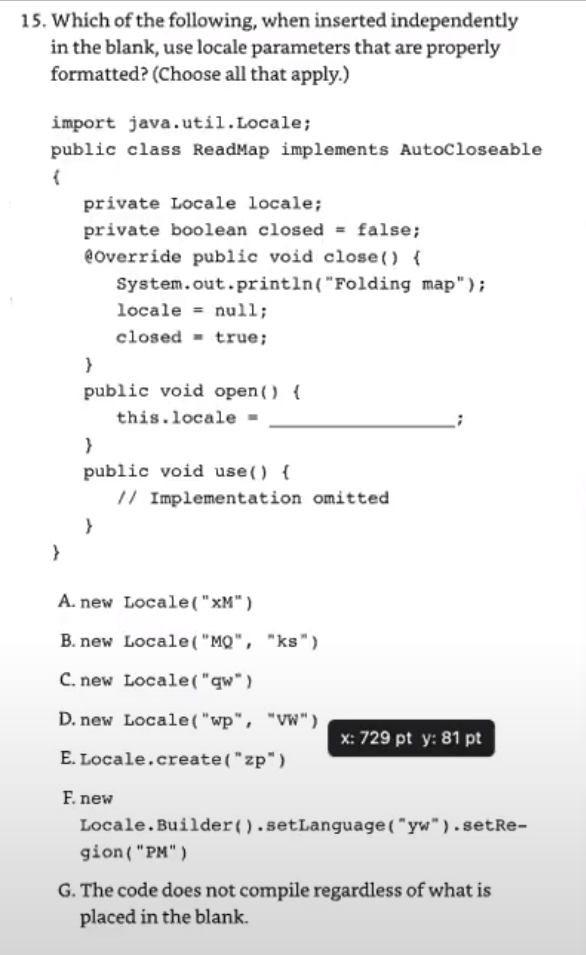 15. Which of the following, when inserted independently
in the blank, use locale parameters that are properly
formatted? (Choose all that apply.)
import java.util.Locale;
public class ReadMap implements AutoCloseable
{
private Locale locale;
private boolean closed = false;
@Override public void close() {
System.out.println("Folding map");
locale = null;
closed = true;
}
public void open() {
this.locale = ________________;
}
public void use() {
// Implementation omitted
}
}
A. new Locale("xM")
B. new Locale("MQ", "ks")
C. new Locale("qw")
D. new Locale("wp", "VW")
x: 729 pt y: 81 pt
E. Locale.create("zp")
F. new
Locale.Builder().setLanguage("yw").setRe-
gion("PM")
G. The code does not compile regardless of what is
placed in the blank.